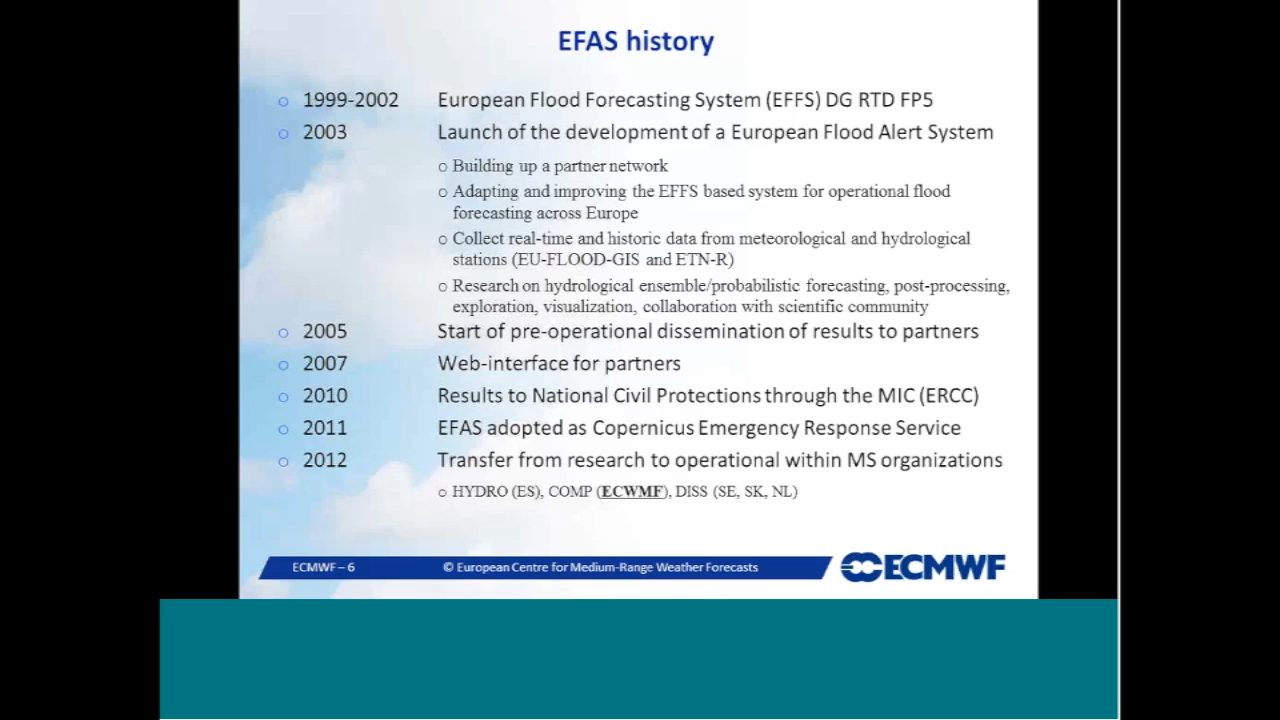 EFAS history
○ 1999-2002 European Flood Forecasting System (EFFS) DG RTD FP5
○ 2003 Launch of the development of a European Flood Alert System
○ Building up a partner network
○ Adapting and improving the EFFS based system for operational flood
forecasting across Europe
○ Collect real-time and historic data from meteorological and hydrological
stations (EU-FLOOD-GIS and ETN-R)
○ Research on hydrological ensemble/probabilistic forecasting, post-processing,
exploration, visualization, collaboration with scientific community
○ 2005 Start of pre-operational dissemination of results to partners
○ 2007 Web-interface for partners
○ 2010 Results to National Civil Protections through the MIC (ERCC)
○ 2011 EFAS adopted as Copernicus Emergency Response Service
○ 2012 Transfer from research to operational within MS organizations
○ HYDRO (ES), COMP (ECWMF), DISS (SE, SK, NL)
ECMWF – 6 © European Centre for Medium-Range Weather Forecasts ECMWF